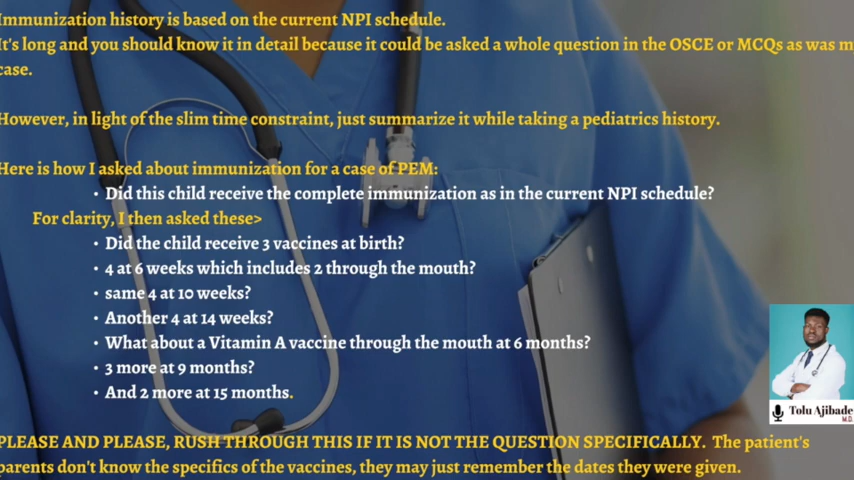 Immunization history is based on the current NPI schedule.
It's long and you should know it in detail because it could be asked a whole question in the OSCE or MCQs as was m
case.
However, in light of the slim time constraint, just summarize it while taking a pediatrics history.
Here is how I asked about immunization for a case of PEM:
• Did this child receive the complete immunization as in the current NPI schedule?
For clarity, I then asked these>
• Did the child receive 3 vaccines at birth?
• 4 at 6 weeks which includes 2 through the mouth?
• same 4 at 10 weeks?
• Another 4 at 14 weeks?
• What about a Vitamin A vaccine through the mouth at 6 months?
• 3 more at 9 months?
• And 2 more at 15 months.
Tolu Ajibade
M.D.
PLEASE AND PLEASE, RUSH THROUGH THIS IF IT IS NOT THE QUESTION SPECIFICALLY. The patient's
parents don't know the specifics of the vaccines, they may just remember the dates they were given.